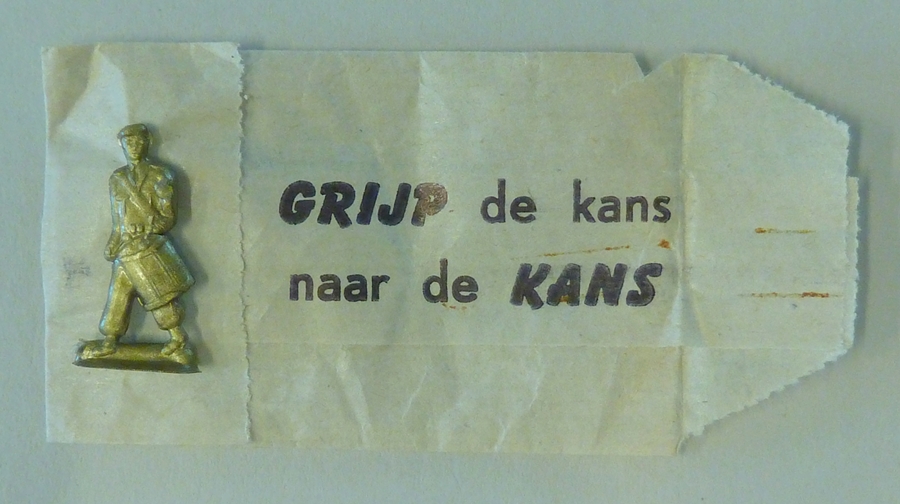 GRIJP de kans
naar de KANS